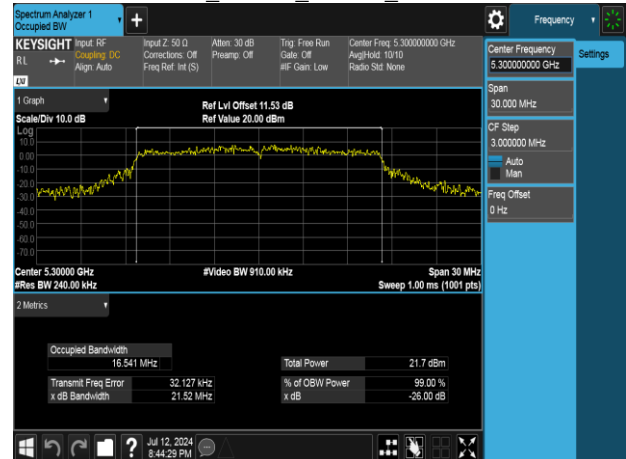 Spectrum Analyzer 1
Occupied BW
Frequency
KEYSIGHT
Input: RF
Coupling: DC
Align: Auto
Input Z: 50 Ω
Corrections: Off
Freq Ref: Int (S)
Atten: 30 dB
Preamp: Off
Trig: Free Run
Gate: Off
#IF Gain: Low
Center Freq: 5.300000000 GHz
Avg|Hold: 10/10
Radio Std: None
R L
LXI
Center Frequency
5.300000000 GHz
Settings
Span
30.000 MHz
CF Step
3.000000 MHz
Auto
Man
Freq Offset
0 Hz
1 Graph
Scale/Div 10.0 dB
Ref Lvl Offset 11.53 dB
Ref Value 20.00 dBm
Log
10.0
0.00
-10.0
-20.0
-30.0
-40.0
-50.0
-60.0
-70.0
Center 5.30000 GHz
#Video BW 910.00 kHz
Span 30 MHz
#Res BW 240.00 kHz
Sweep 1.00 ms (1001 pts)
2 Metrics
Occupied Bandwidth
16.541 MHz
Total Power 21.7 dBm
Transmit Freq Error 32.127 kHz
% of OBW Power 99.00 %
x dB Bandwidth 21.52 MHz
x dB -26.00 dB
?
Jul 12, 2024
8:44:29 PM